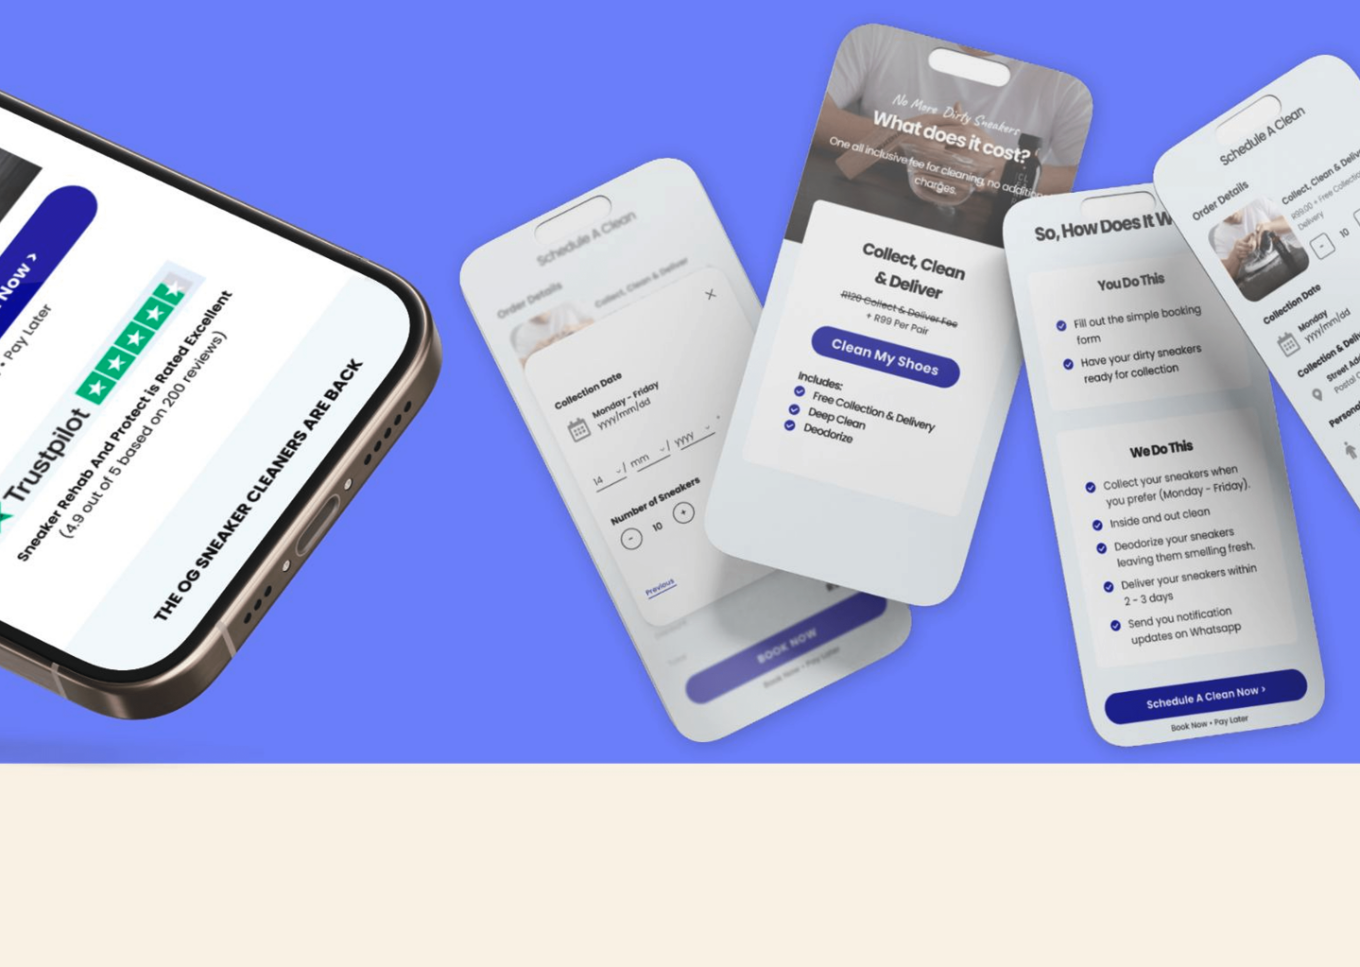 Now >
• Pay Later
Trustpilot
Sneaker Rehab And Protect is Rated Excellent
(4.9 out of 5 based on 200 reviews)
THE OG SNEAKER CLEANERS ARE BACK
Schedule A Clean
Order Details
Collect, Clean & Deliver
Collection Date
Monday - Friday
yyyy/mm/dd
14 / mm / yyyy
Number of Sneakers
- 10 +
Previous
BOOK NOW
Book Now • Pay Later
No More Dirty Sneakers
What does it cost?
One all inclusive fee for cleaning, no addition
charges.
Collect, Clean
& Deliver
R120 Collect & Deliver Fee
+ R99 Per Pair
Clean My Shoes
Includes:
Free Collection & Delivery
Deep Clean
Deodorize
So, How Does It W
You Do This
Fill out the simple booking
form
Have your dirty sneakers
ready for collection
We Do This
Collect your sneakers when
you prefer (Monday - Friday).
Inside and out clean
Deodorize your sneakers
leaving them smelling fresh.
Deliver your sneakers within
2 - 3 days
Send you notification
updates on Whatsapp
Schedule A Clean Now >
Book Now • Pay Later
Schedule A Clean
Order Details
Collect, Clean & Deliver
R99,00 + Free Collection
Delivery
- 10
Collection Date
Monday
yyyy/mm/dd
Collection & Deliv
Street Add
Postal C
Persona